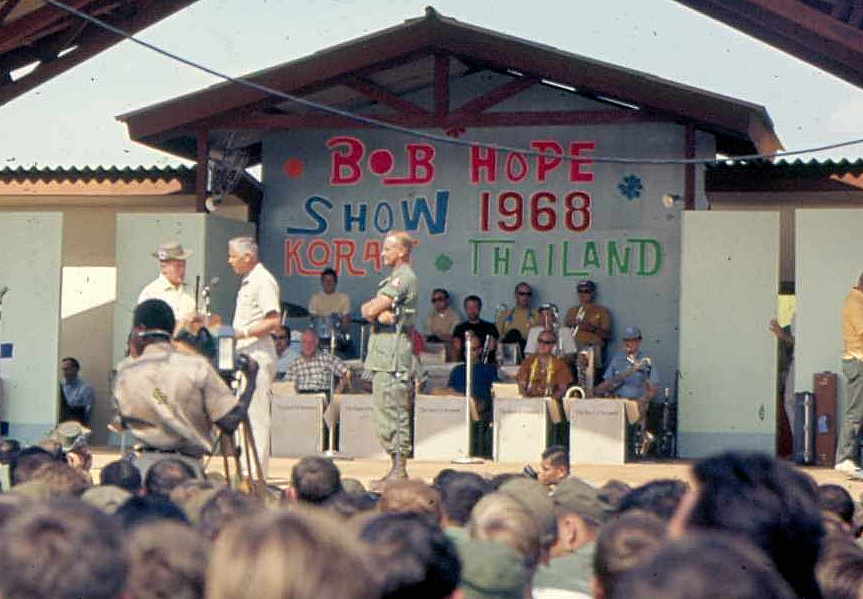 BOB HOPE
SHOW 1968
KORAT THAILAND